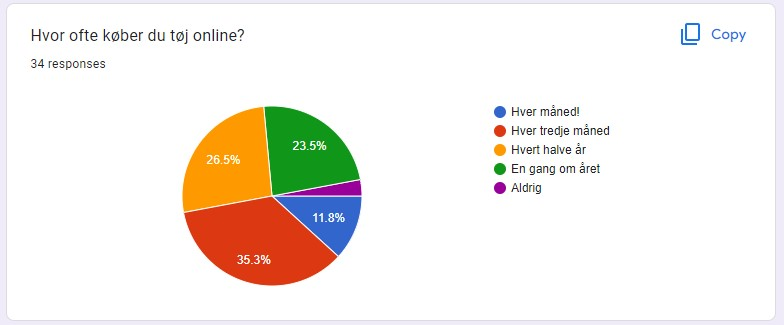 Hvor ofte køber du tøj online?
Copy
34 responses
Hver måned!
Hver tredje måned
Hvert halve år
En gang om året
Aldrig
23.5%
26.5%
11.8%
35.3%